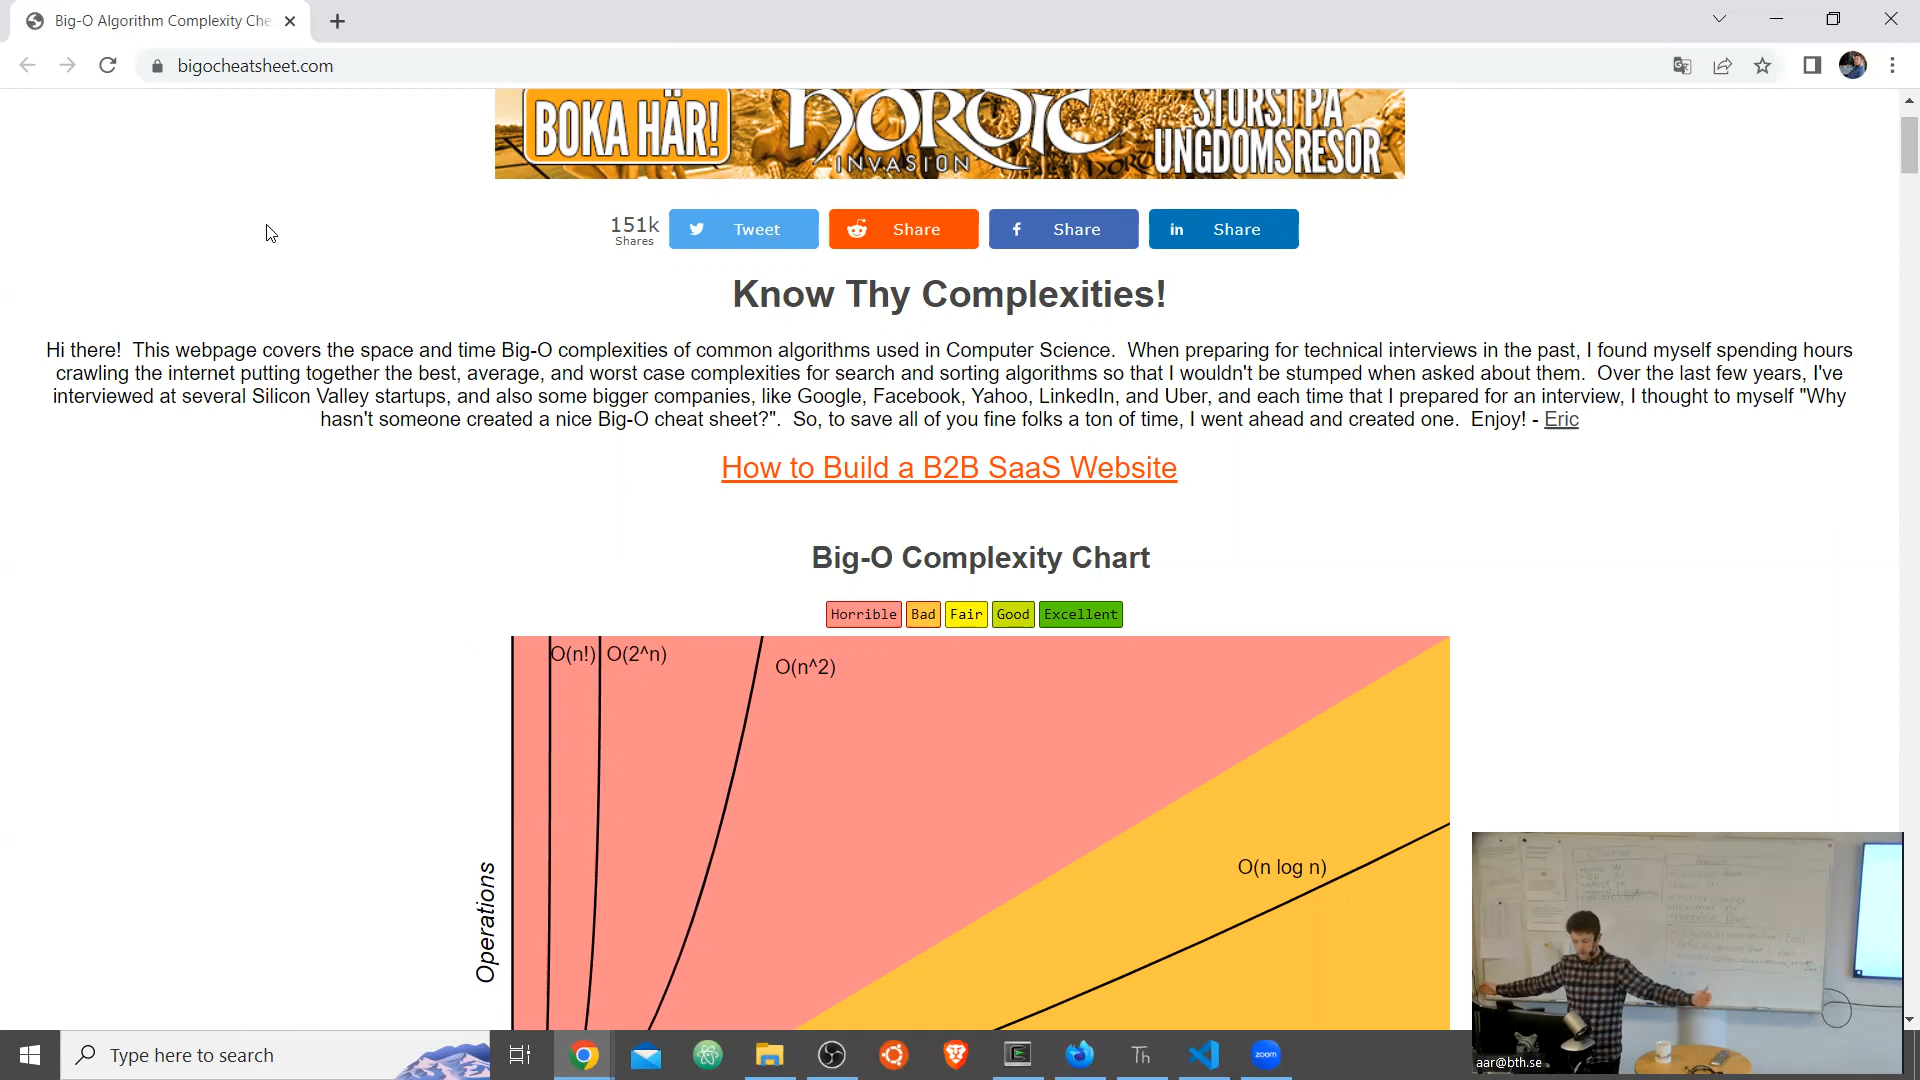 Big-O Algorithm Complexity Che
bigocheatsheet.com
BOKA HÄR!
NORDIC
INVASION
STÖRST PÅ
UNGDOMSRESOR
151k
Shares
Tweet
Share
Share
Share
Know Thy Complexities!
Hi there!  This webpage covers the space and time Big-O complexities of common algorithms used in Computer Science.  When preparing for technical interviews in the past, I found myself spending hours
crawling the internet putting together the best, average, and worst case complexities for search and sorting algorithms so that I wouldn't be stumped when asked about them.  Over the last few years, I've
interviewed at several Silicon Valley startups, and also some bigger companies, like Google, Facebook, Yahoo, LinkedIn, and Uber, and each time that I prepared for an interview, I thought to myself "Why
hasn't someone created a nice Big-O cheat sheet?".  So, to save all of you fine folks a ton of time, I went ahead and created one.  Enjoy! - Eric
How to Build a B2B SaaS Website
Big-O Complexity Chart
Horrible Bad Fair Good Excellent
O(n!) O(2^n)
O(n^2)
O(n log n)
Operations
aar@bth.se
Type here to search
Th
zoom